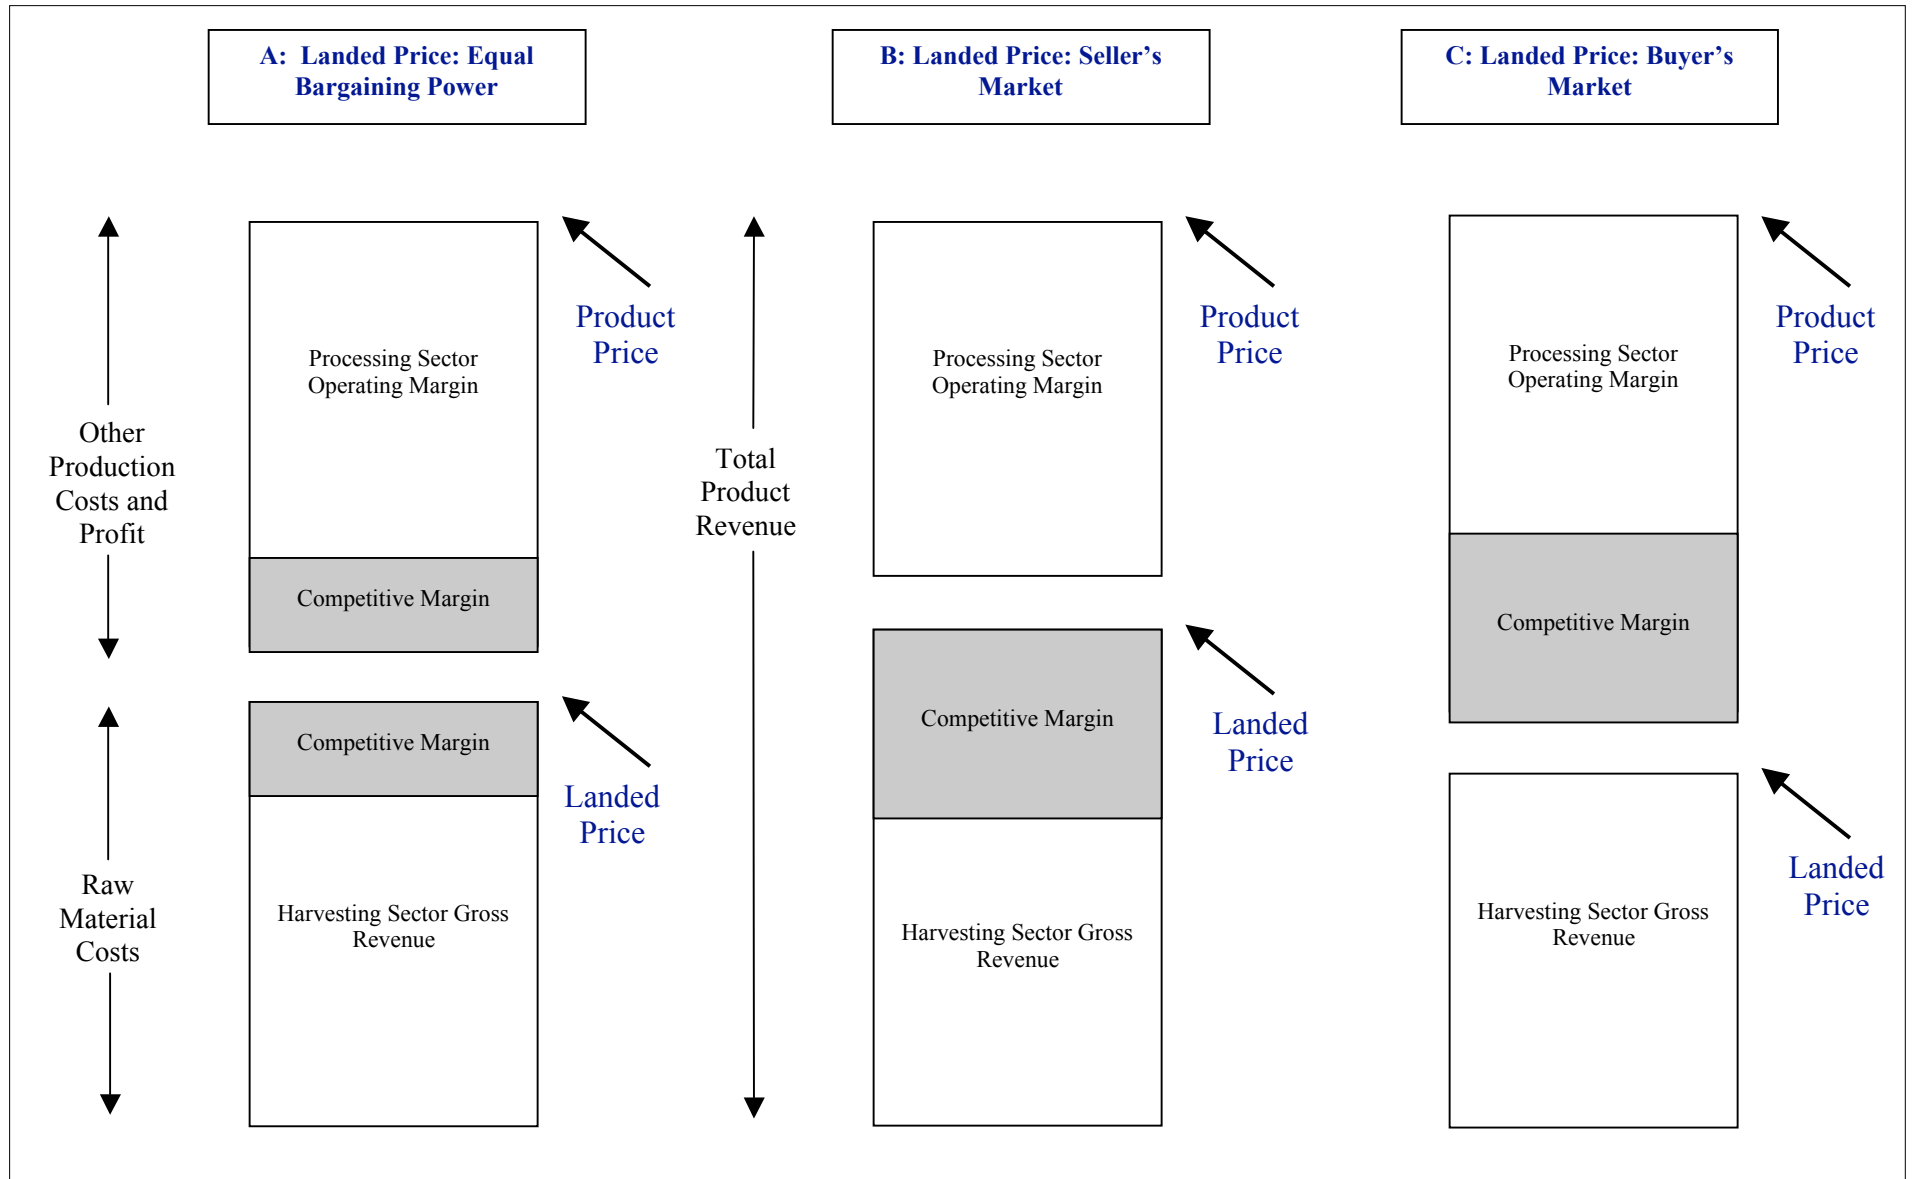 A: Landed Price: Equal
Bargaining Power
B: Landed Price: Seller’s
Market
C: Landed Price: Buyer’s
Market
Other
Production
Costs and
Profit
Raw
Material
Costs
Processing Sector
Operating Margin
Competitive Margin
Competitive Margin
Harvesting Sector Gross
Revenue
Product
Price
Landed
Price
Total
Product
Revenue
Processing Sector
Operating Margin
Competitive Margin
Harvesting Sector Gross
Revenue
Product
Price
Landed
Price
Processing Sector
Operating Margin
Competitive Margin
Harvesting Sector Gross
Revenue
Product
Price
Landed
Price